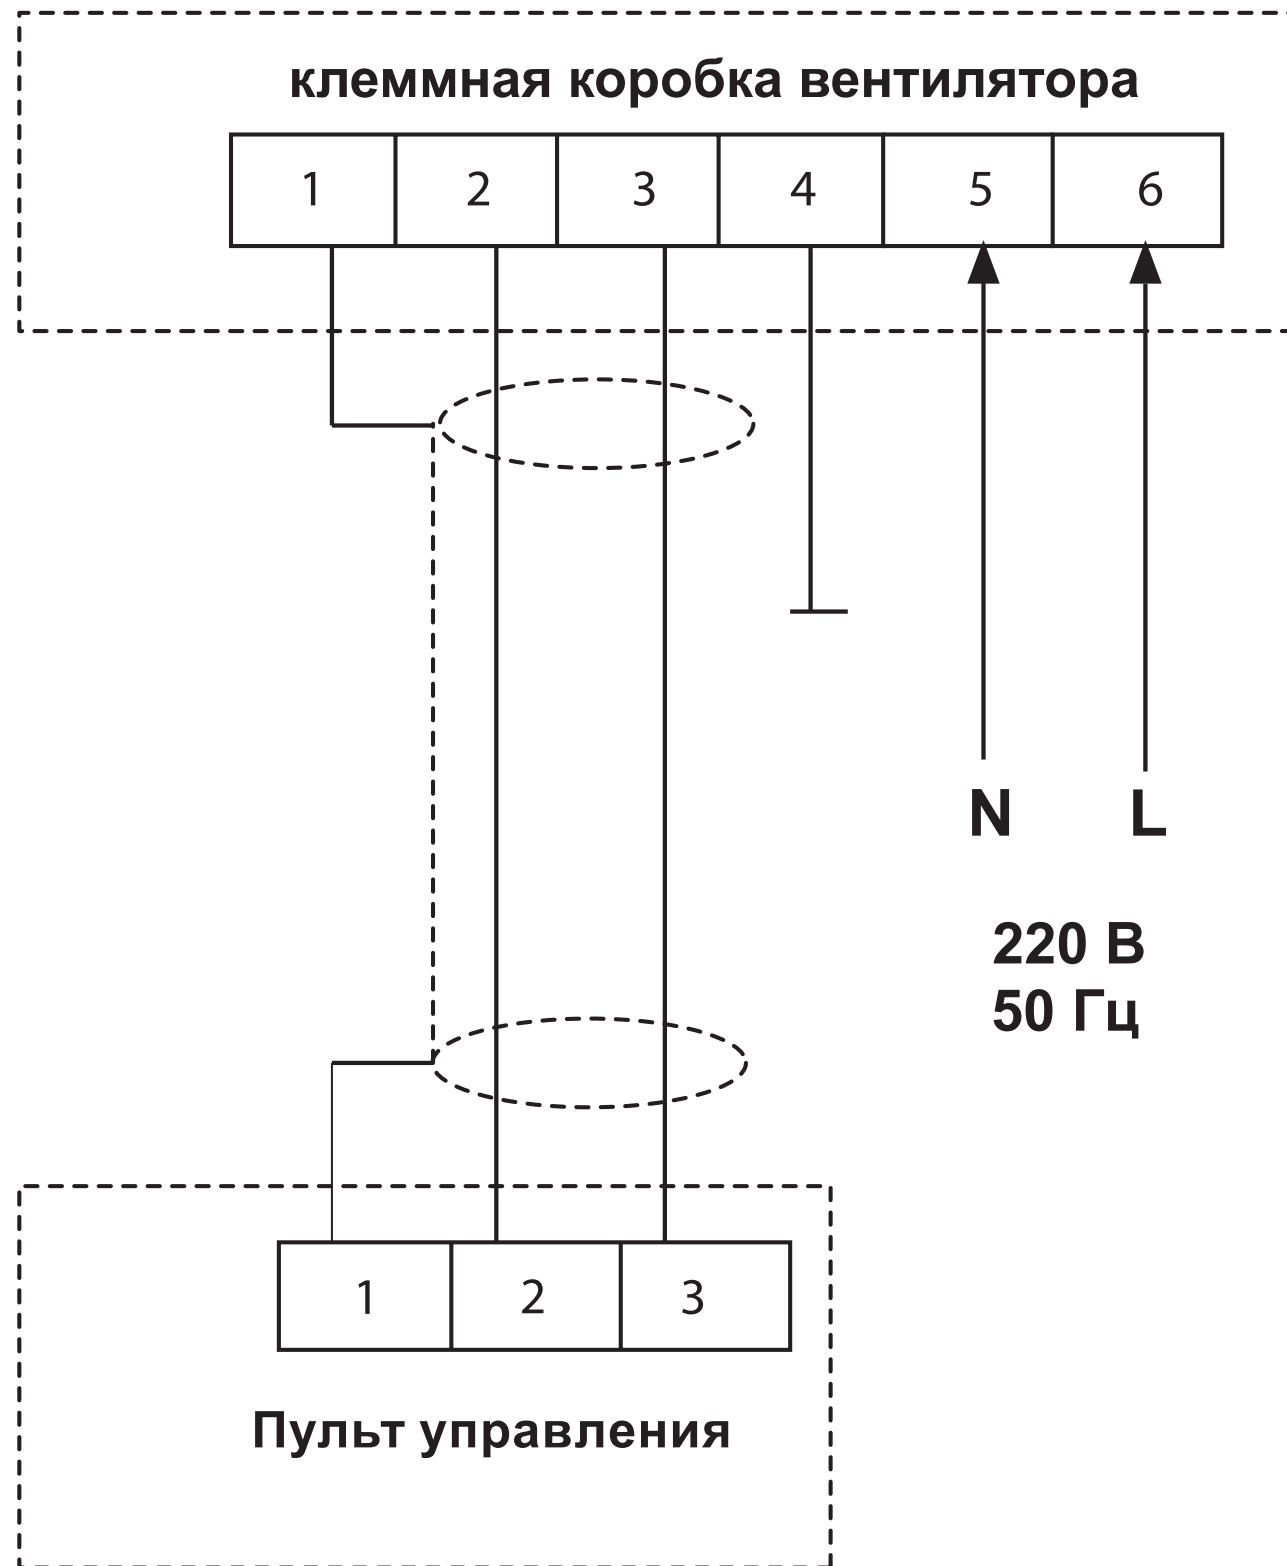 клеммная коробка вентилятора
1 2 3 4 5 6
N L
220 В
50 Гц
1 2 3
Пульт управления